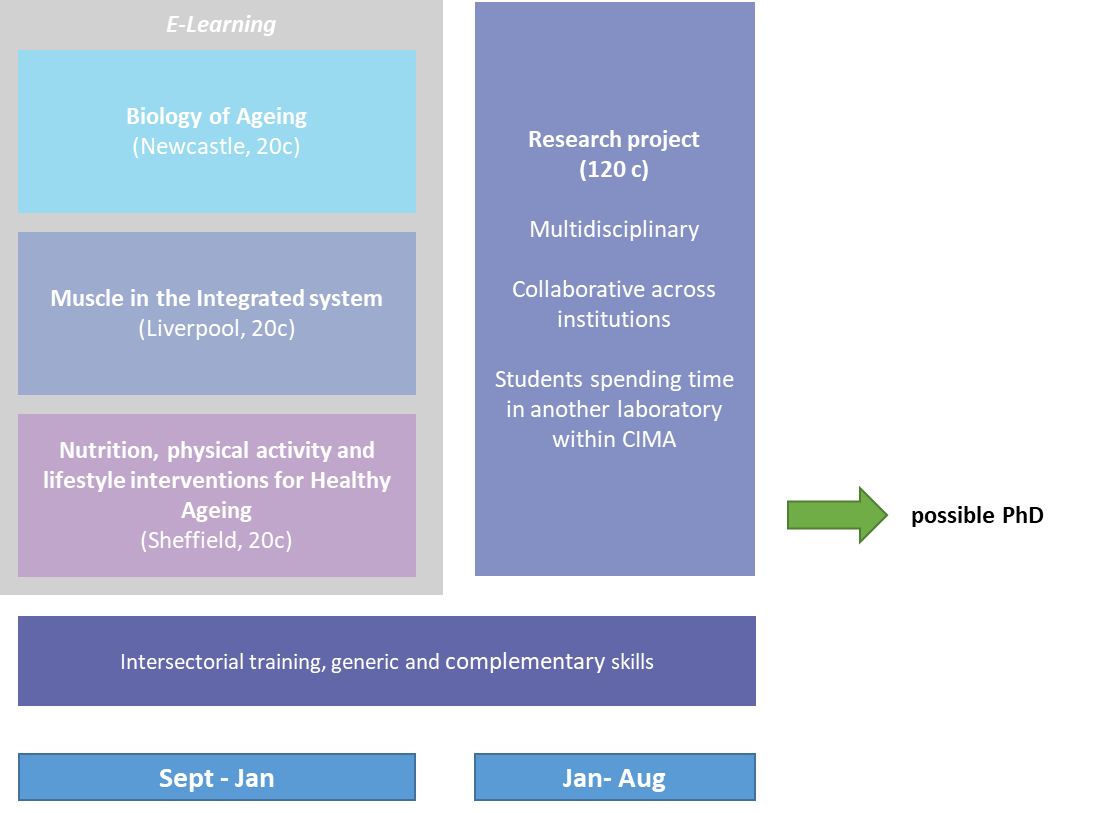 E-Learning
Biology of Ageing
(Newcastle, 20c)
Muscle in the Integrated system
(Liverpool, 20c)
Nutrition, physical activity and
lifestyle interventions for Healthy
Ageing
(Sheffield, 20c)
Research project
(120 c)
Multidisciplinary
Collaborative across
institutions
Students spending time
in another laboratory
within CIMA
possible PhD
Intersectorial training, generic and complementary skills
Sept - Jan
Jan- Aug